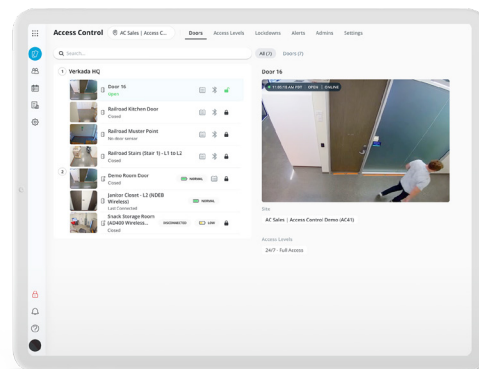 Access Control
AC Sales | Access C...
Doors
Access Levels
Lockdowns
Alerts
Admins
Settings
Search...
All (7)
Doors (7)
1 Verkada HQ
Door 16
Open
Railroad Kitchen Door
Closed
Railroad Muster Point
No door sensor
Railroad Stairs (Stair 1) - L1 to L2
Closed
2
Demo Room Door
Closed
NORMAL
Janitor Closet - L2 (NDEB
Wireless)
Last Connected
NORMAL
Snack Storage Room
(AD400 Wireless...
Closed
DISCONNECTED
LOW
Door 16
OPEN
ONLINE
Site
AC Sales | Access Control Demo (AC41)
Access Levels
24/7 - Full Access